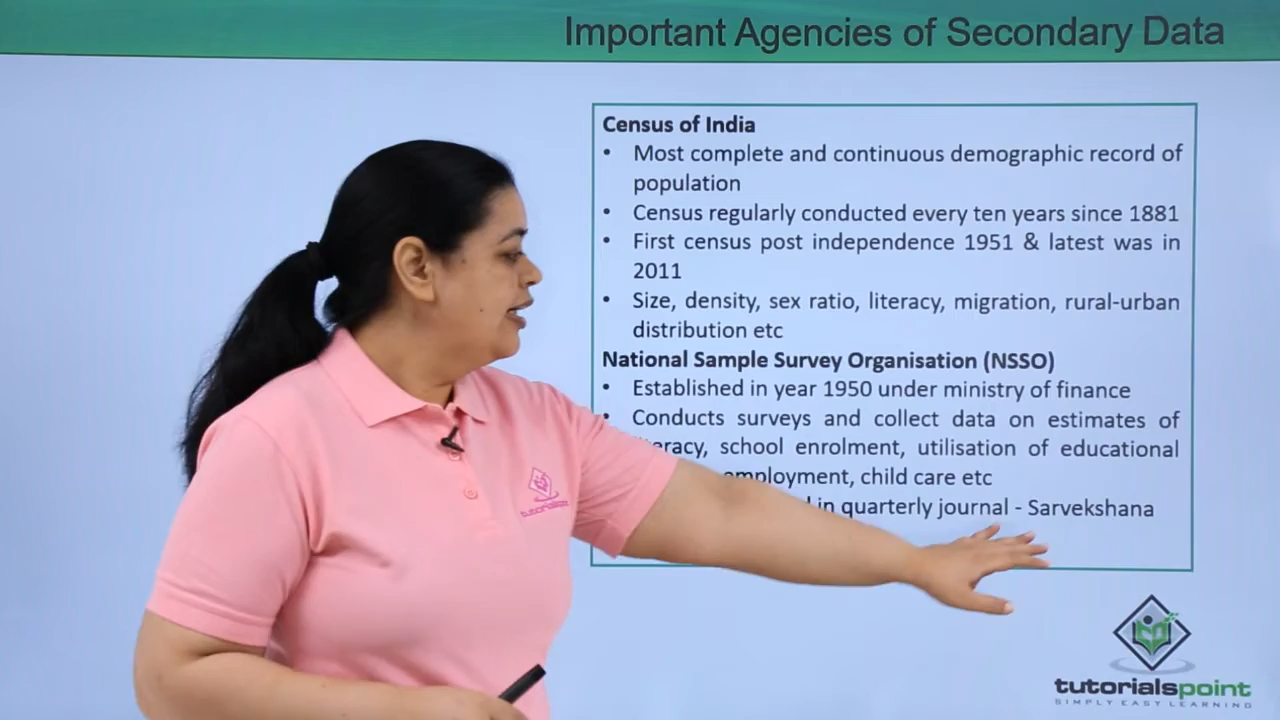 Important Agencies of Secondary Data
Census of India
• Most complete and continuous demographic record of
population
• Census regularly conducted every ten years since 1881
• First census post independence 1951 & latest was in
2011
• Size, density, sex ratio, literacy, migration, rural-urban
distribution etc
National Sample Survey Organisation (NSSO)
• Established in year 1950 under ministry of finance
• Conducts surveys and collect data on estimates of
school enrolment, utilisation of educational
child care etc
in quarterly journal - Sarvekshana
tutorialspoint
tutorialspoint
SIMPLY EASY LEARNING